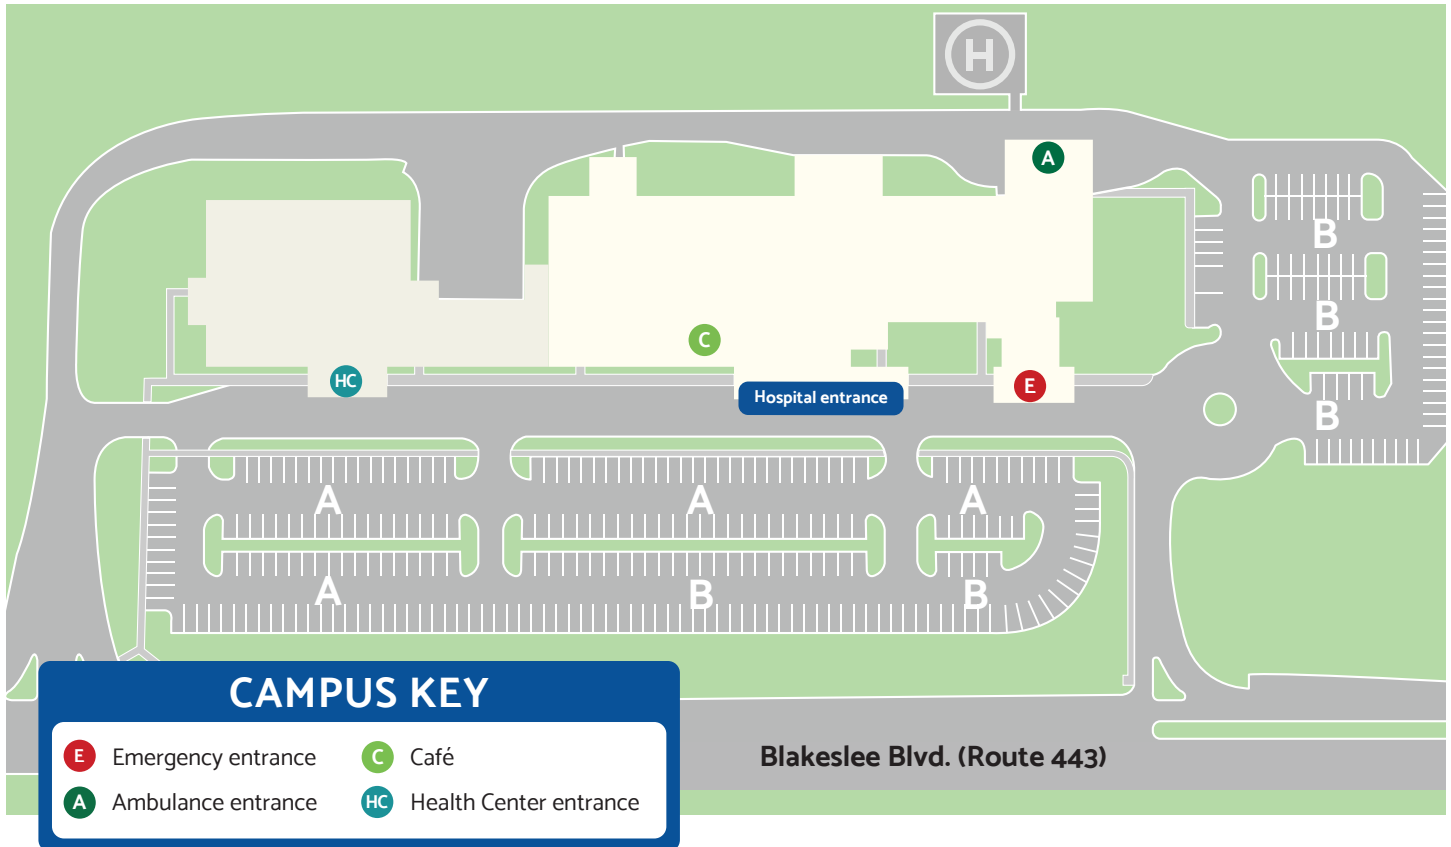 H
A
B
B
C
HC
Hospital entrance
E
B
A
A
A
A
B
B
Blakeslee Blvd. (Route 443)
CAMPUS KEY
E Emergency entrance
C Café
A Ambulance entrance
HC Health Center entrance